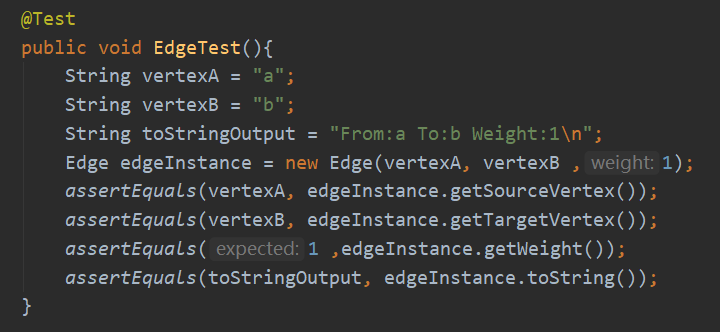 @Test
public void EdgeTest(){
    String vertexA = "a";
    String vertexB = "b";
    String toStringOutput = "From:a To:b Weight:1\n";
    Edge edgeInstance = new Edge(vertexA, vertexB , weight: 1);
    assertEquals(vertexA, edgeInstance.getSourceVertex());
    assertEquals(vertexB, edgeInstance.getTargetVertex());
    assertEquals( expected: 1 ,edgeInstance.getWeight());
    assertEquals(toStringOutput, edgeInstance.toString());
}